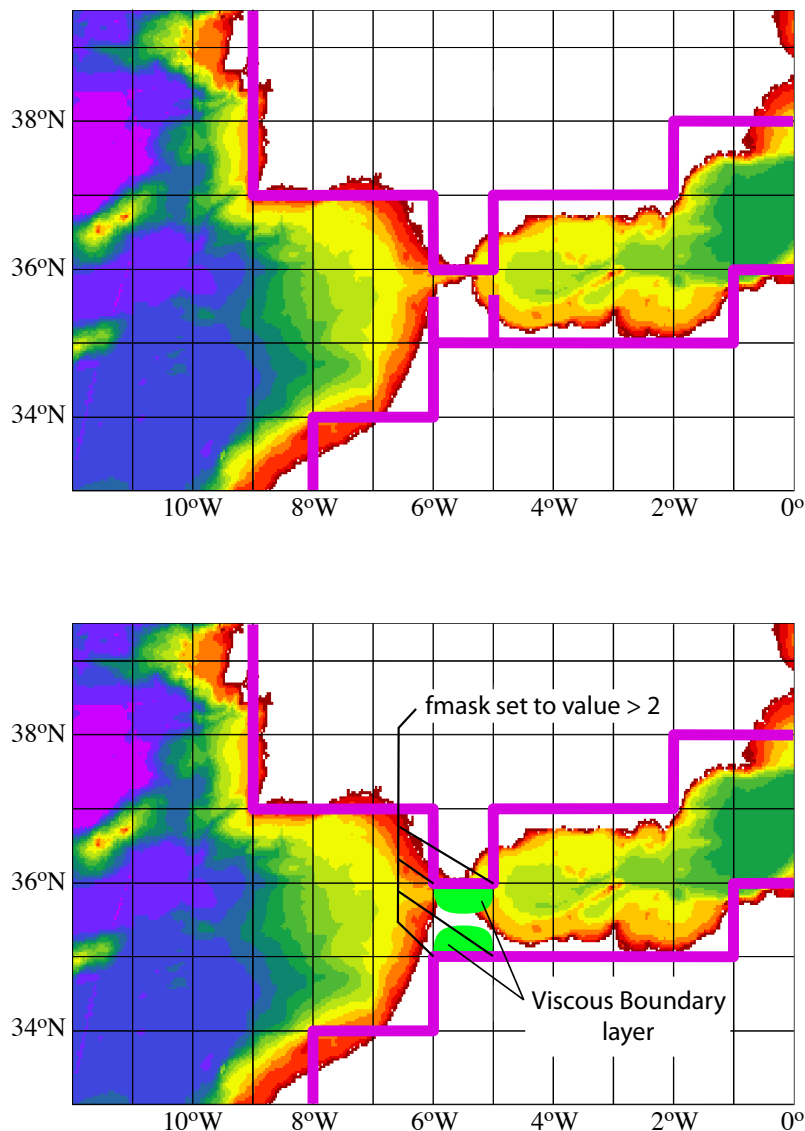 38ºN
36ºN
34ºN
10ºW 8ºW 6ºW 4ºW 2ºW 0º
fmask set to value > 2
38ºN
36ºN
Viscous Boundary
layer
34ºN
10ºW 8ºW 6ºW 4ºW 2ºW 0º